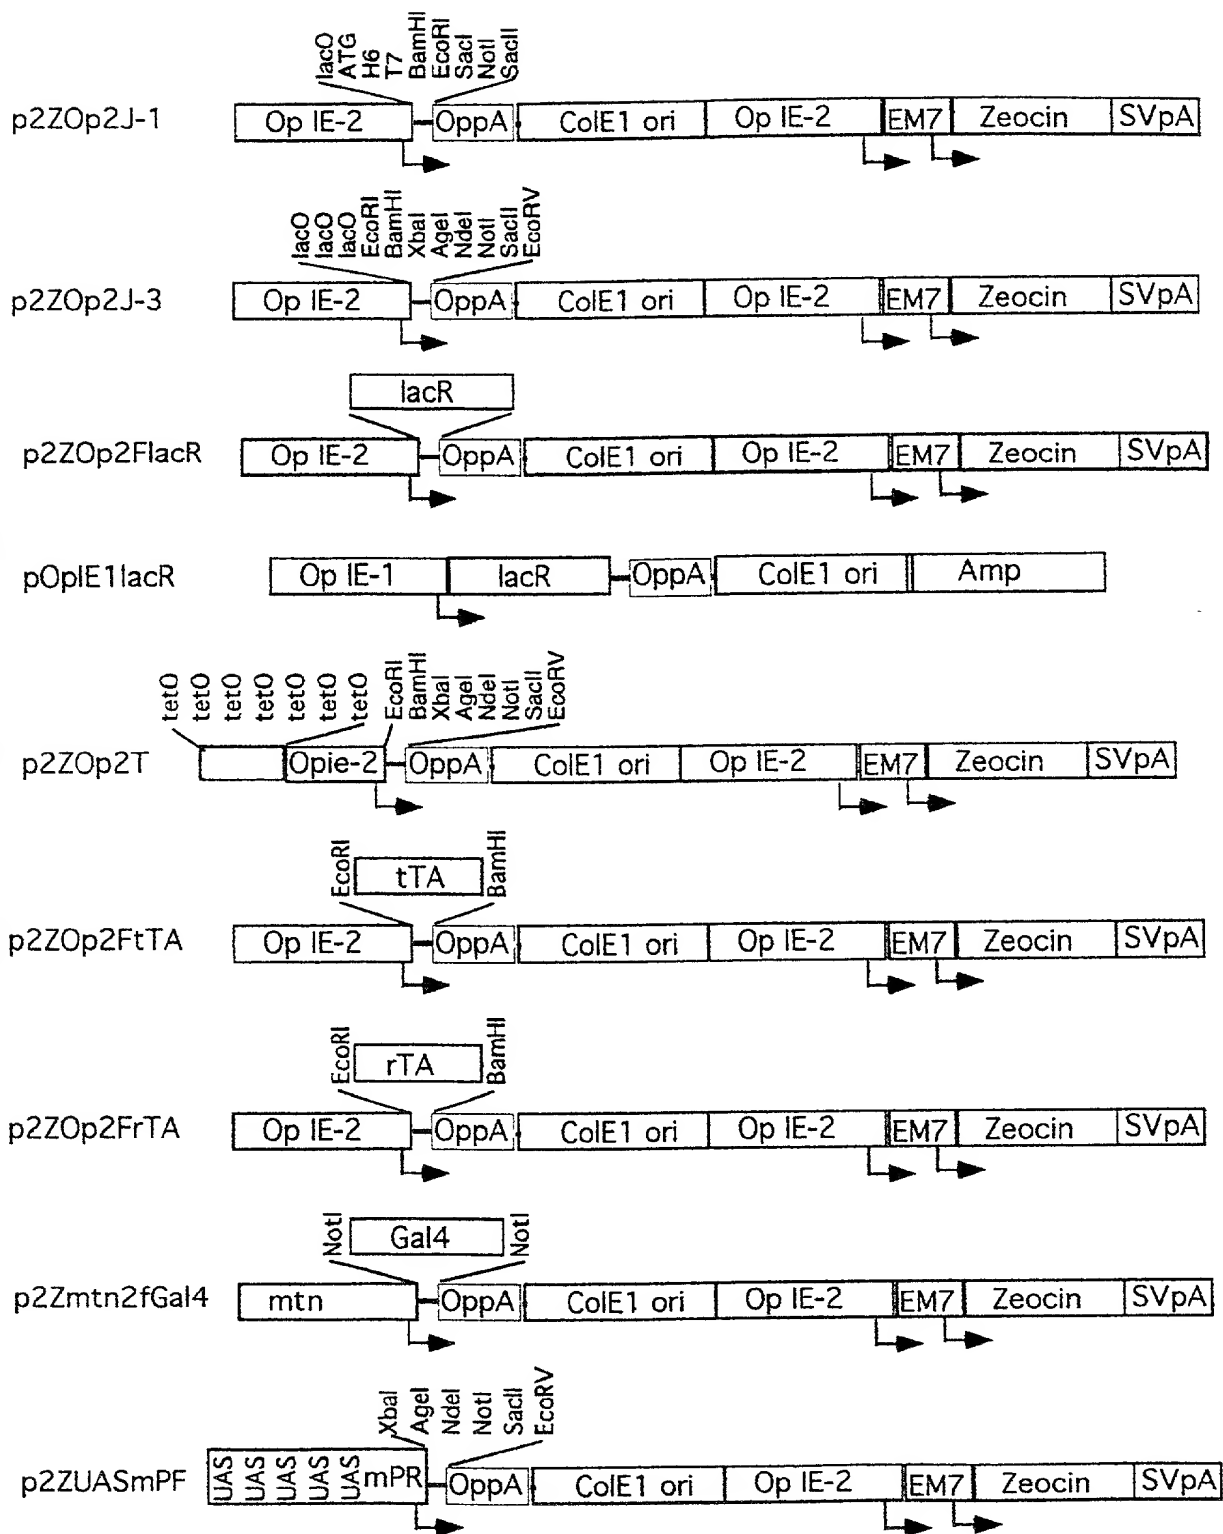 lacO ATG H6 T7 BamHI EcoRI SacI NotI SacII
p2ZOp2J-1 Op IE-2 OppA ColE1 ori Op IE-2 EM7 Zeocin SVpA
lacO lacO lacO EcoRI BamHI XbaI AgeI NdeI NotI SacII EcoRV
p2ZOp2J-3 Op IE-2 OppA ColE1 ori Op IE-2 EM7 Zeocin SVpA
lacR
p2ZOp2FlacR Op IE-2 OppA ColE1 ori Op IE-2 EM7 Zeocin SVpA
pOpIE1lacR Op IE-1 lacR OppA ColE1 ori Amp
tetO tetO tetO tetO tetO tetO tetO EcoRI BamHI XbaI AgeI NdeI NotI SacII EcoRV
p2ZOp2T Opie-2 OppA ColE1 ori Op IE-2 EM7 Zeocin SVpA
EcoRI tTA BamHI
p2ZOp2FtTA Op IE-2 OppA ColE1 ori Op IE-2 EM7 Zeocin SVpA
EcoRI rTA BamHI
p2ZOp2FrTA Op IE-2 OppA ColE1 ori Op IE-2 EM7 Zeocin SVpA
NotI Gal4 NotI
p2Zmtn2fGal4 mtn OppA ColE1 ori Op IE-2 EM7 Zeocin SVpA
XbaI AgeI NdeI NotI SacII EcoRV
p2ZUASmPF UAS UAS UAS UAS UAS mPR OppA ColE1 ori Op IE-2 EM7 Zeocin SVpA